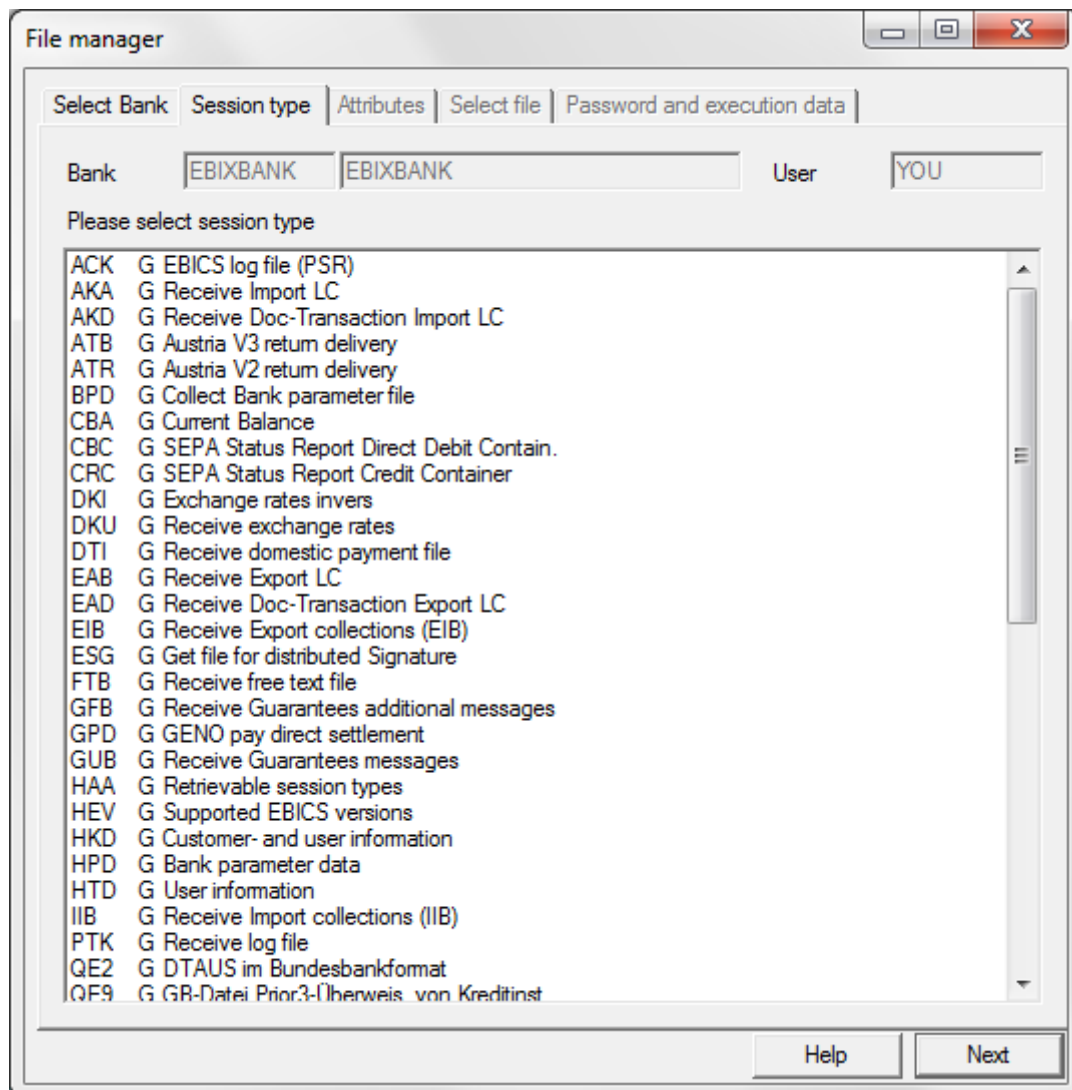 File manager
Select Bank Session type Attributes Select file Password and execution data
Bank EBIXBANK EBIXBANK User YOU
Please select session type
ACK G EBICS log file (PSR)
AKA G Receive Import LC
AKD G Receive Doc-Transaction Import LC
ATB G Austria V3 return delivery
ATR G Austria V2 return delivery
BPD G Collect Bank parameter file
CBA G Current Balance
CBC G SEPA Status Report Direct Debit Contain.
CRC G SEPA Status Report Credit Container
DKI G Exchange rates invers
DKU G Receive exchange rates
DTI G Receive domestic payment file
EAB G Receive Export LC
EAD G Receive Doc-Transaction Export LC
EIB G Receive Export collections (EIB)
ESG G Get file for distributed Signature
FTB G Receive free text file
GFB G Receive Guarantees additional messages
GPD G GENO pay direct settlement
GUB G Receive Guarantees messages
HAA G Retrievable session types
HEV G Supported EBICS versions
HKD G Customer- and user information
HPD G Bank parameter data
HTD G User information
IIB G Receive Import collections (IIB)
PTK G Receive log file
QE2 G DTAUS im Bundesbankformat
QE9 G GB-Datei Prior3-Überweis. von Kreditinst
Help Next